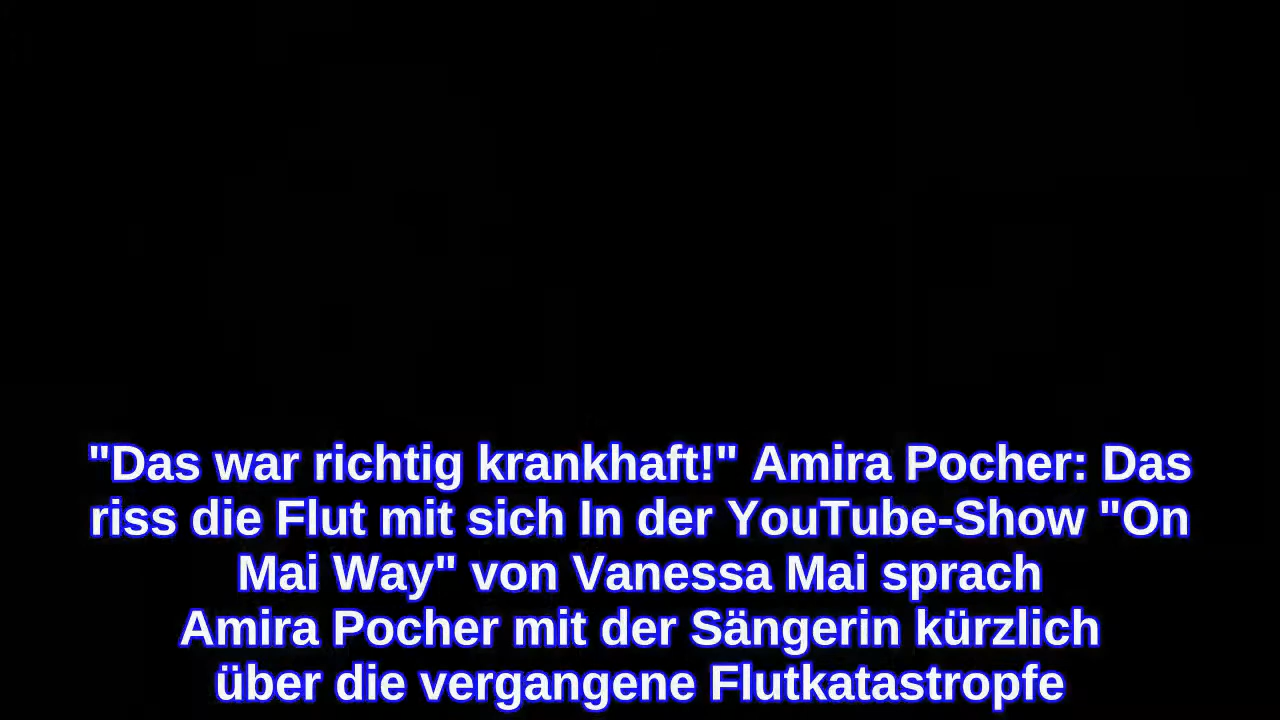 "Das war richtig krankhaft!" Amira Pocher: Das
riss die Flut mit sich In der YouTube-Show "On
Mai Way" von Vanessa Mai sprach
Amira Pocher mit der Sängerin kürzlich
über die vergangene Flutkatastropfe